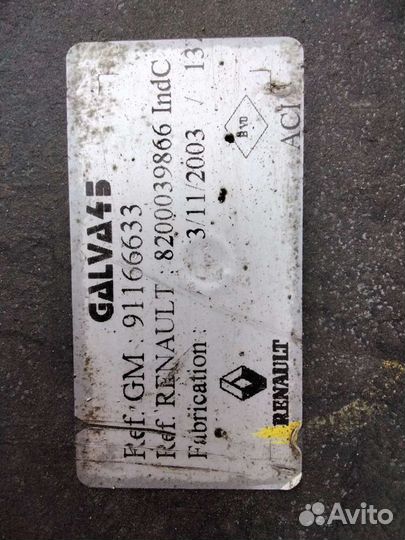 GALVA45
Ref. GM : 91166633
Ref. RENAULT : 8200039866 IndC
Fabrication : 3/11/2003 / 13
RENAULT
ACI
Avito